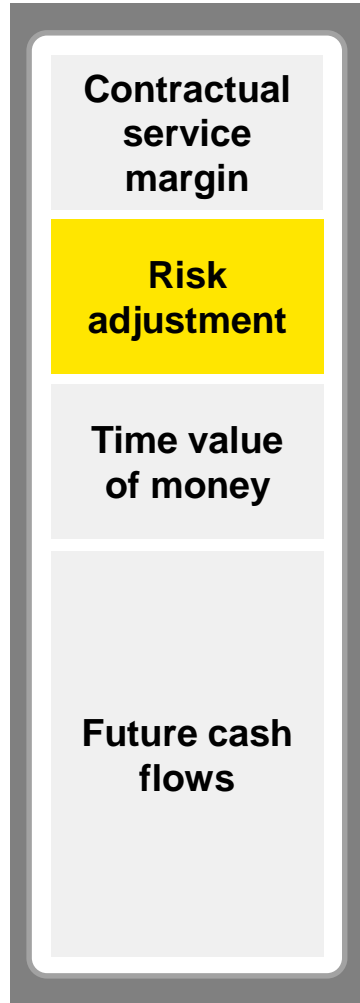 Contractual
service
margin
Risk
adjustment
Time value
of money
Future cash
flows